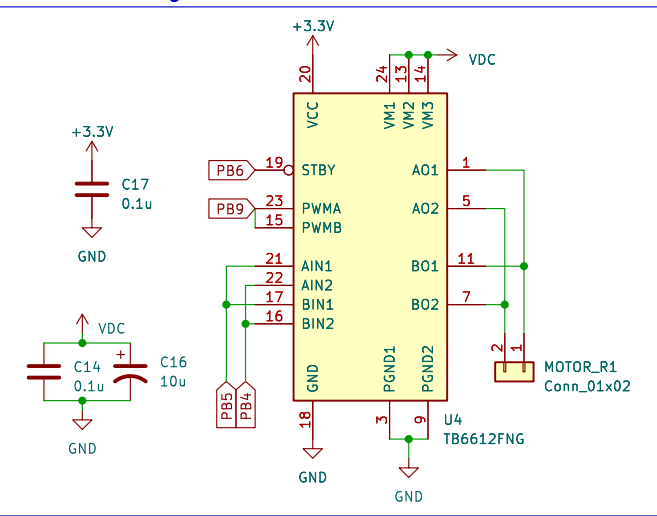 +3.3V
20
VCC
24
13
14
VDC
VM1
VM2
VM3
+3.3V
C17
0.1u
GND
PB6
19
STBY
AO1
1
PB9
23
PWMA
AO2
5
15
PWMB
21
AIN1
BO1
11
22
AIN2
17
BIN1
BO2
7
16
BIN2
VDC
C14
0.1u
+
C16
10u
GND
PB5
PB4
GND
PGND1
PGND2
18
3
9
GND
GND
2
1
MOTOR_R1
Conn_01x02
U4
TB6612FNG